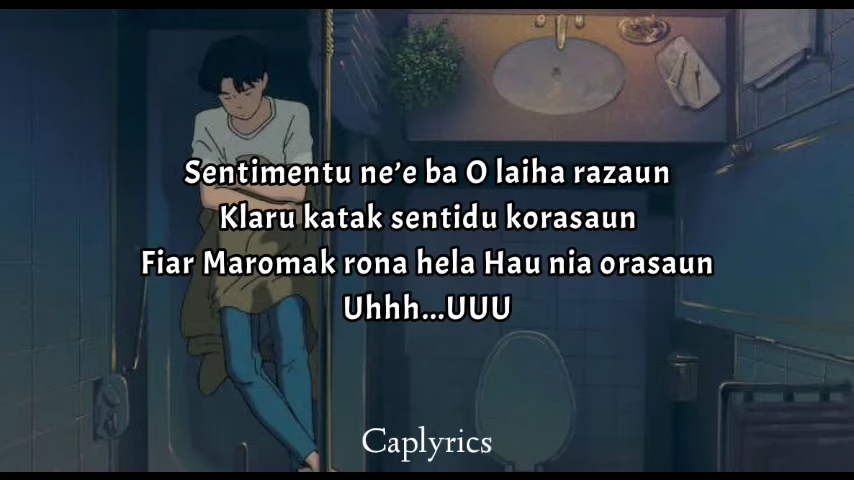 Sentimentu ne’e ba O laiha razaun
Klaru katak sentidu korasaun
Fiar Maromak rona hela Hau nia orasaun
Uhhh...UUU
Caplyrics